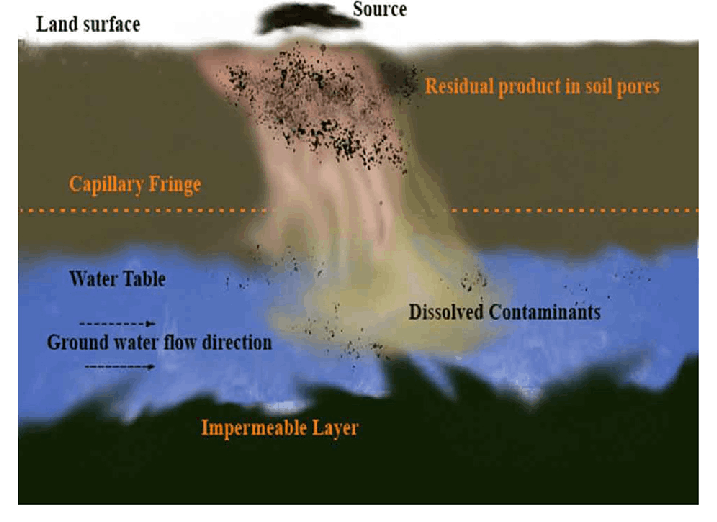 Source
Land surface
Residual product in soil pores
Capillary Fringe
Water Table
Dissolved Contaminants
Ground water flow direction
Impermeable Layer